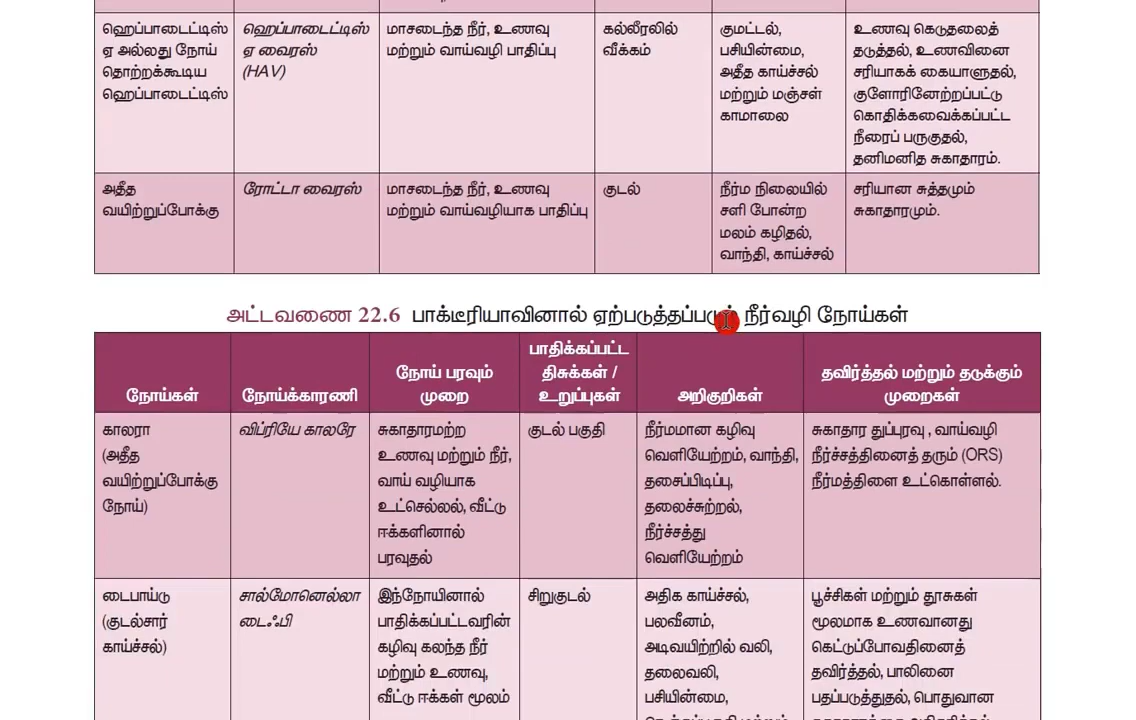 ஹெப்பாடைட்டிஸ்
ஏ அல்லது நோய்
தொற்றக்கூடிய
ஹெப்பாடைட்டிஸ்
ஹெப்பாடைட்டிஸ்
ஏ வைரஸ்
(HAV)
மாசடைந்த நீர், உணவு
மற்றும் வாய்வழி பாதிப்பு
கல்லீரலில்
வீக்கம்
குமட்டல்,
பசியின்மை,
அதீத காய்ச்சல்
மற்றும் மஞ்சள்
காமாலை
உணவு கெடுதலைத்
தடுத்தல், உணவினை
சரியாகக் கையாளுதல்,
குளோரினேற்றப்பட்டு
கொதிக்கவைக்கப்பட்ட
நீரைப் பருகுதல்,
தனிமனித சுகாதாரம்.
அதீத
வயிற்றுப்போக்கு
ரோட்டா வைரஸ்
மாசடைந்த நீர், உணவு
மற்றும் வாய்வழியாக பாதிப்பு
குடல்
நீர்ம நிலையில்
சளி போன்ற
மலம் கழிதல்,
வாந்தி, காய்ச்சல்
சரியான சுத்தமும்
சுகாதாரமும்.
அட்டவணை 22.6 பாக்டீரியாவினால் ஏற்படுத்தப்படும் நீர்வழி நோய்கள்
நோய்கள்
நோய்க்காரணி
நோய் பரவும்
முறை
பாதிக்கப்பட்ட
திசுக்கள் /
உறுப்புகள்
அறிகுறிகள்
தவிர்த்தல் மற்றும் தடுக்கும்
முறைகள்
காலரா
(அதீத
வயிற்றுப்போக்கு
நோய்)
விப்ரியே காலரே
சுகாதாரமற்ற
உணவு மற்றும் நீர்,
வாய் வழியாக
உட்செல்லல், வீட்டு
ஈக்களினால்
பரவுதல்
குடல் பகுதி
நீர்மமான கழிவு
வெளியேற்றம், வாந்தி,
தசைப்பிடிப்பு,
தலைச்சுற்றல்,
நீர்ச்சத்து
வெளியேற்றம்
சுகாதார துப்புரவு , வாய்வழி
நீர்ச்சத்தினைத் தரும் (ORS)
நீர்மத்திளை உட்கொள்ளல்.
டைபாய்டு
(குடல்சார்
காய்ச்சல்)
சால்மோனெல்லா
டைஃபி
இந்நோயினால்
பாதிக்கப்பட்டவரின்
கழிவு கலந்த நீர்
மற்றும் உணவு,
வீட்டு ஈக்கள் மூலம்
சிறுகுடல்
அதிக காய்ச்சல்,
பலவீனம்,
அடிவயிற்றில் வலி,
தலைவலி,
பசியின்மை,
பூச்சிகள் மற்றும் தூசுகள்
மூலமாக உணவானது
கெட்டுப்போவதினைத்
தவிர்த்தல், பாலினை
பதப்படுத்துதல், பொதுவான